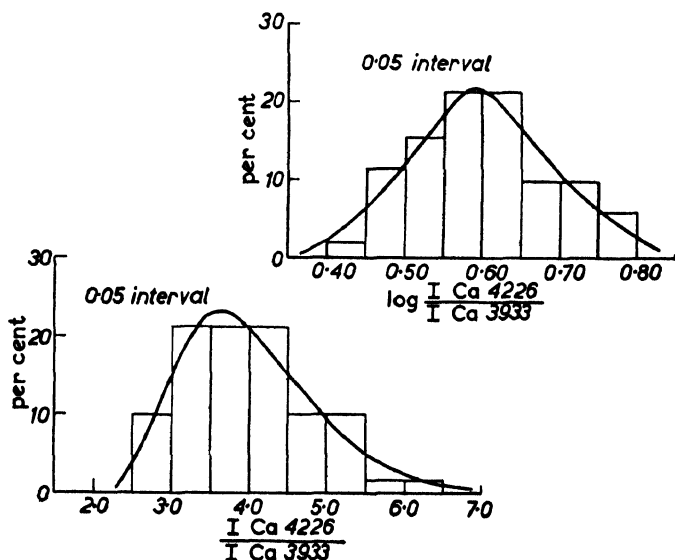 30
0·05 interval
20
per cent
10
0
0·40 0·50 0·60 0·70 0·80
log I Ca 4226
I Ca 3933
30
0·05 interval
20
per cent
10
0
2·0 3·0 4·0 5·0 6·0 7·0
I Ca 4226
I Ca 3933